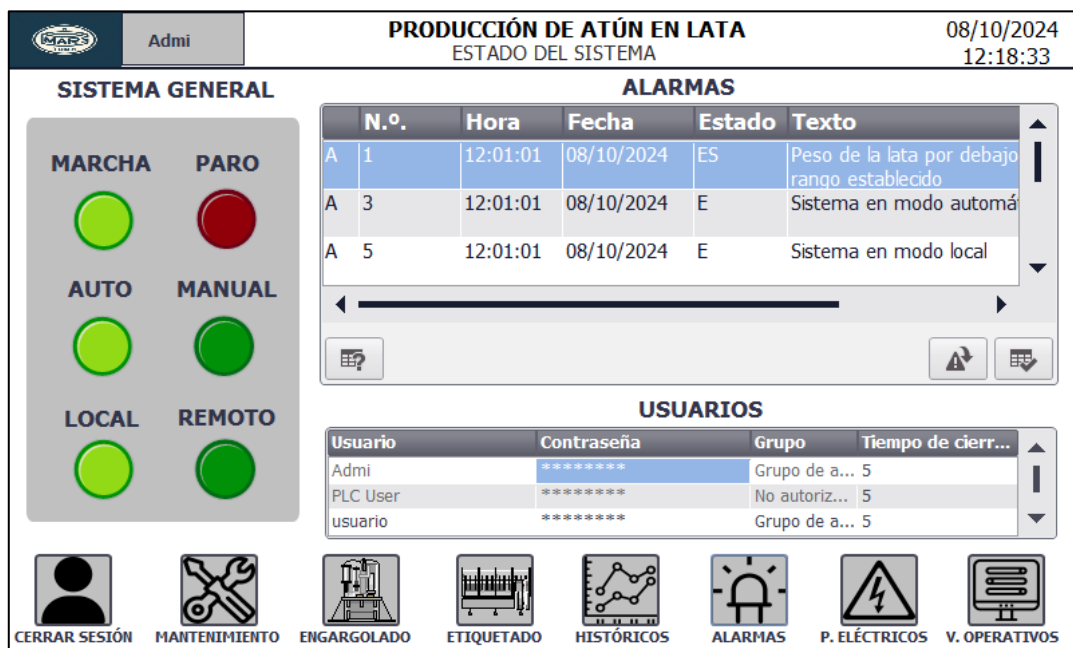 MARS
Admi
PRODUCCIÓN DE ATÚN EN LATA
ESTADO DEL SISTEMA
08/10/2024
12:18:33
SISTEMA GENERAL
MARCHA PARO
AUTO MANUAL
LOCAL REMOTO
ALARMAS
N.º. Hora Fecha Estado Texto
A 1 12:01:01 08/10/2024 ES Peso de la lata por debajo
rango establecido
A 3 12:01:01 08/10/2024 E Sistema en modo automá
A 5 12:01:01 08/10/2024 E Sistema en modo local
USUARIOS
Usuario Contraseña Grupo Tiempo de cierr...
Admi ******** Grupo de a... 5
PLC User ******** No autoriz... 5
usuario ******** Grupo de a... 5
CERRAR SESIÓN MANTENIMIENTO ENGARGOLADO ETIQUETADO HISTÓRICOS ALARMAS P. ELÉCTRICOS V. OPERATIVOS